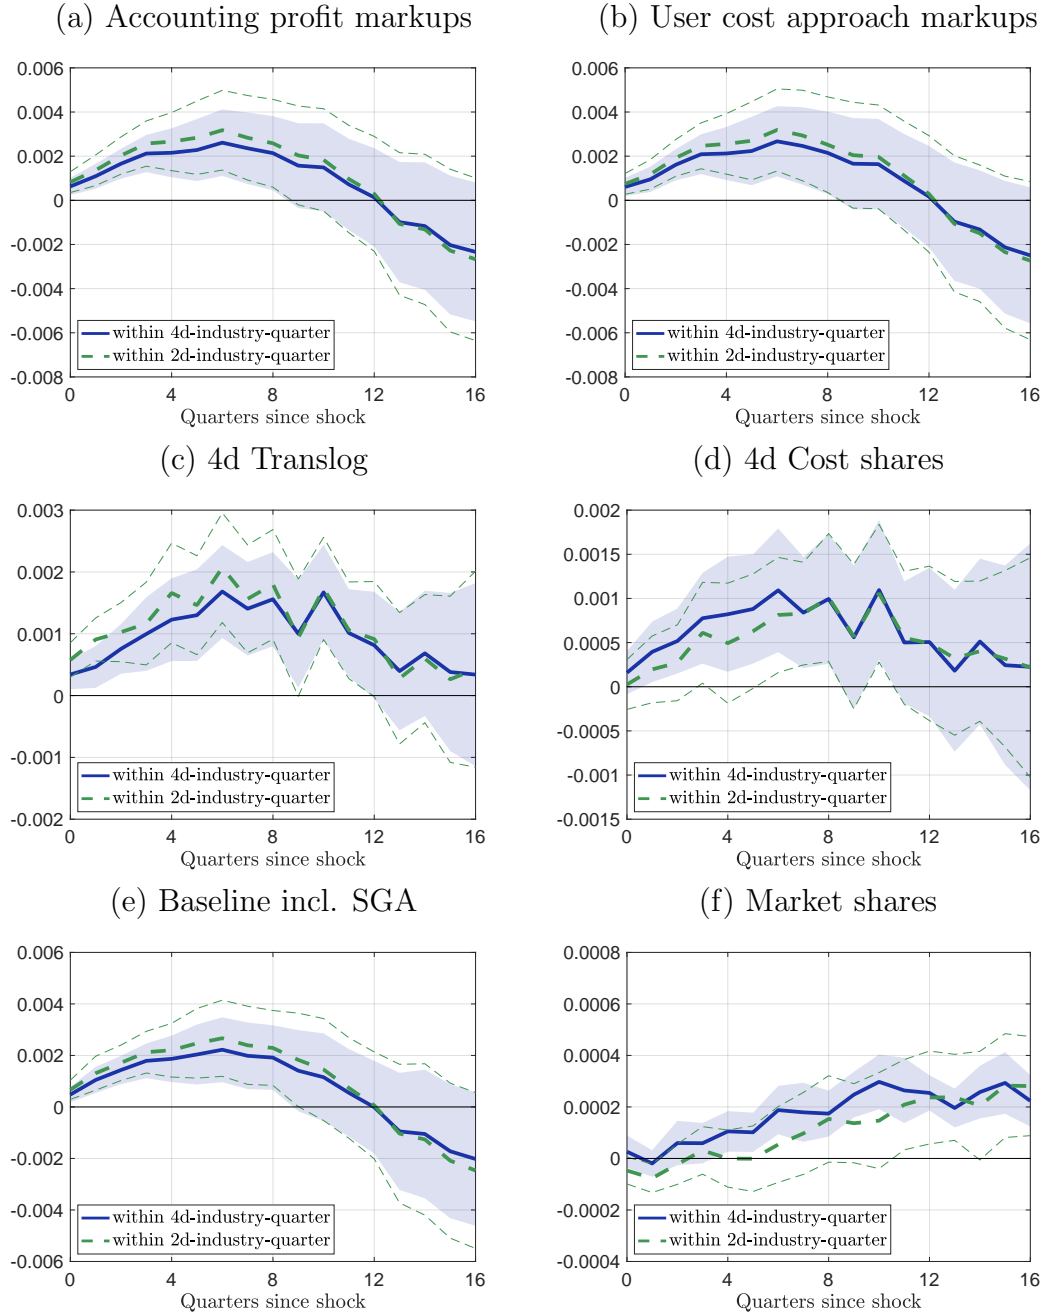 (a) Accounting profit markups
0.006
0.004
0.002
0
-0.002
-0.004
-0.006
-0.008
within 4d-industry-quarter
within 2d-industry-quarter
0 4 8 12 16
Quarters since shock
(b) User cost approach markups
0.006
0.004
0.002
0
-0.002
-0.004
-0.006
-0.008
within 4d-industry-quarter
within 2d-industry-quarter
0 4 8 12 16
Quarters since shock
(c) 4d Translog
0.003
0.002
0.001
0
-0.001
-0.002
within 4d-industry-quarter
within 2d-industry-quarter
0 4 8 12 16
Quarters since shock
(d) 4d Cost shares
0.002
0.0015
0.001
0.0005
0
-0.0005
-0.001
-0.0015
within 4d-industry-quarter
within 2d-industry-quarter
0 4 8 12 16
Quarters since shock
(e) Baseline incl. SGA
0.006
0.004
0.002
0
-0.002
-0.004
-0.006
within 4d-industry-quarter
within 2d-industry-quarter
0 4 8 12 16
Quarters since shock
(f) Market shares
0.0008
0.0006
0.0004
0.0002
0
-0.0002
-0.0004
within 4d-industry-quarter
within 2d-industry-quarter
0 4 8 12 16
Quarters since shock